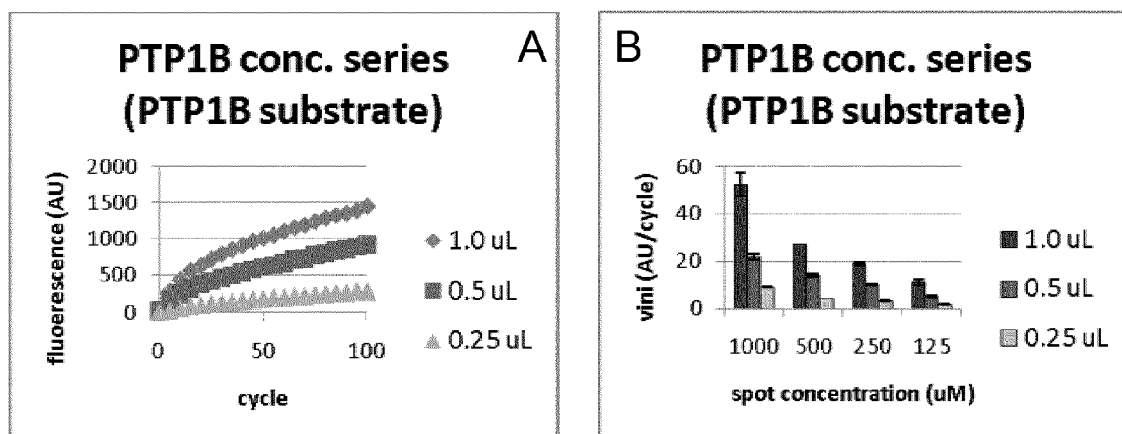 PTP1B conc. series
(PTP1B substrate)
A
fluoerescence (AU)
2000
1500
1000
500
0
0
50
100
cycle
1.0 uL
0.5 uL
0.25 uL
B
PTP1B conc. series
(PTP1B substrate)
vini (AU/cycle)
60
40
20
0
1000
500
250
125
spot concentration (uM)
1.0 uL
0.5 uL
0.25 uL